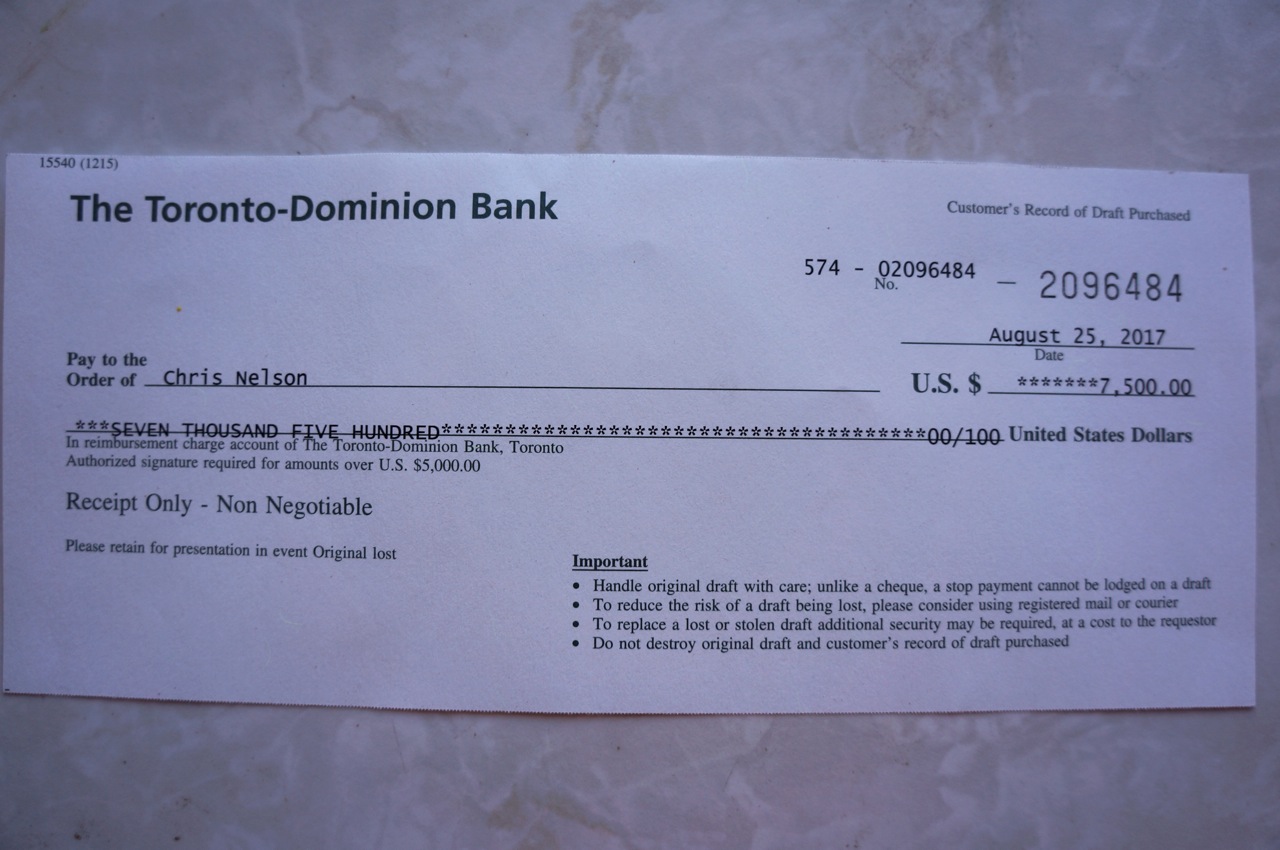 15540 (1215)
The Toronto-Dominion Bank
Customer's Record of Draft Purchased
574 - 02096484 — 2096484
No.
August 25, 2017
Date
Pay to the
Order of Chris Nelson
U.S. $ *******7,500.00
***SEVEN THOUSAND FIVE HUNDRED****************************************00/100 United States Dollars
In reimbursement charge account of The Toronto-Dominion Bank, Toronto
Authorized signature required for amounts over U.S. $5,000.00
Receipt Only - Non Negotiable
Please retain for presentation in event Original lost
Important
• Handle original draft with care; unlike a cheque, a stop payment cannot be lodged on a draft
• To reduce the risk of a draft being lost, please consider using registered mail or courier
• To replace a lost or stolen draft additional security may be required, at a cost to the requestor
• Do not destroy original draft and customer's record of draft purchased